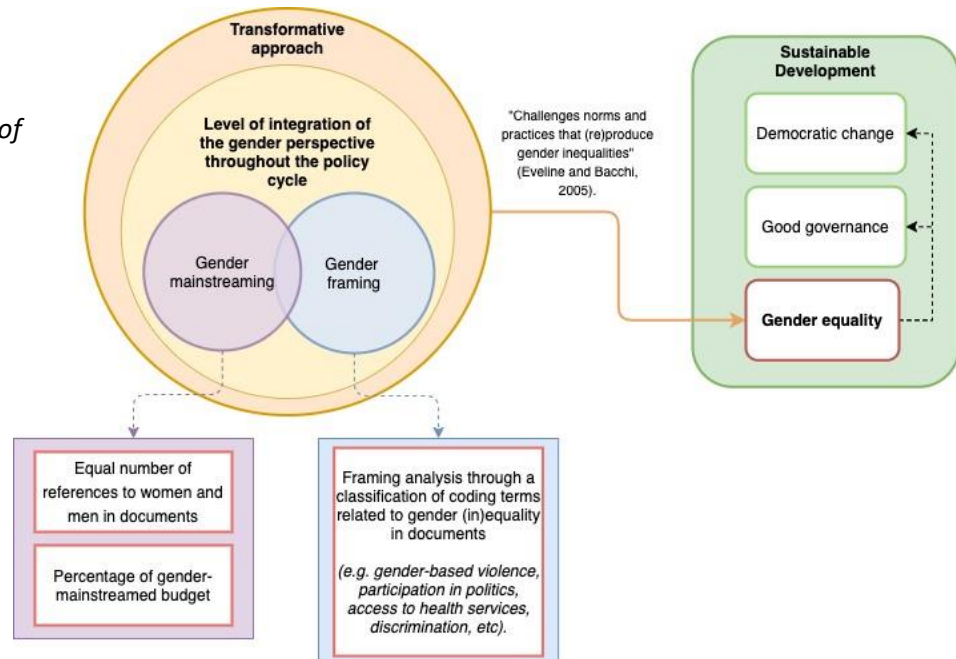 of
Transformative
approach
Level of integration of
the gender perspective
throughout the policy
cycle
Gender
mainstreaming
Gender
framing
"Challenges norms and
practices that (re)produce
gender inequalities"
(Eveline and Bacchi,
2005).
Sustainable
Development
Democratic change
Good governance
Gender equality
Equal number of
references to women and
men in documents
Percentage of gender-
mainstreamed budget
Framing analysis through a
classification of coding terms
related to gender (in)equality
in documents
(e.g. gender-based violence,
participation in politics,
access to health services,
discrimination, etc).